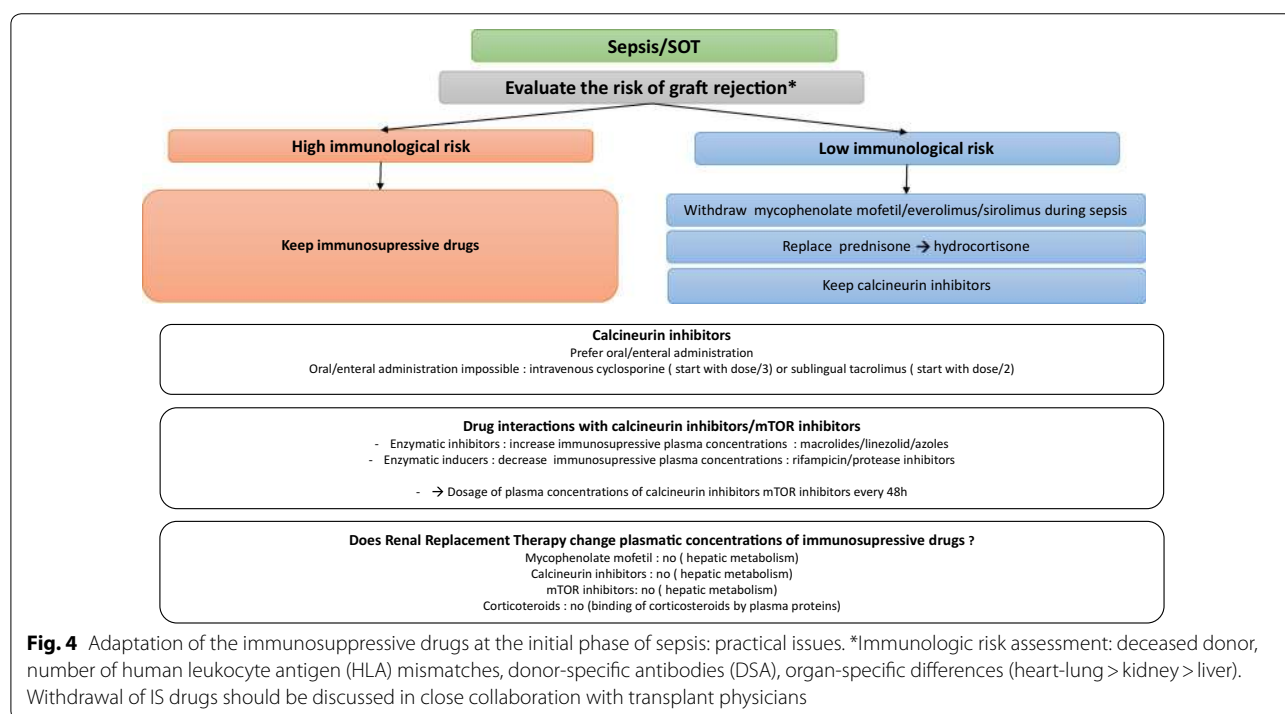 Sepsis/SOT
Evaluate the risk of graft rejection*
High immunological risk
Low immunological risk
Keep immunosupressive drugs
Withdraw mycophenolate mofetil/everolimus/sirolimus during sepsis
Replace prednisone → hydrocortisone
Keep calcineurin inhibitors
Calcineurin inhibitors
Prefer oral/enteral administration
Oral/enteral administration impossible : intravenous cyclosporine ( start with dose/3) or sublingual tacrolimus ( start with dose/2)
Drug interactions with calcineurin inhibitors/mTOR inhibitors
- Enzymatic inhibitors : increase immunosupressive plasma concentrations : macrolides/linezolid/azoles
- Enzymatic inducers : decrease immunosupressive plasma concentrations : rifampicin/protease inhibitors
- → Dosage of plasma concentrations of calcineurin inhibitors mTOR inhibitors every 48h
Does Renal Replacement Therapy change plasmatic concentrations of immunosupressive drugs ?
Mycophenolate mofetil : no ( hepatic metabolism)
Calcineurin inhibitors : no ( hepatic metabolism)
mTOR inhibitors: no ( hepatic metabolism)
Corticoteroids : no (binding of corticosteroids by plasma proteins)
Fig. 4 Adaptation of the immunosuppressive drugs at the initial phase of sepsis: practical issues. *Immunologic risk assessment: deceased donor,
number of human leukocyte antigen (HLA) mismatches, donor-specific antibodies (DSA), organ-specific differences (heart-lung > kidney > liver).
Withdrawal of IS drugs should be discussed in close collaboration with transplant physicians